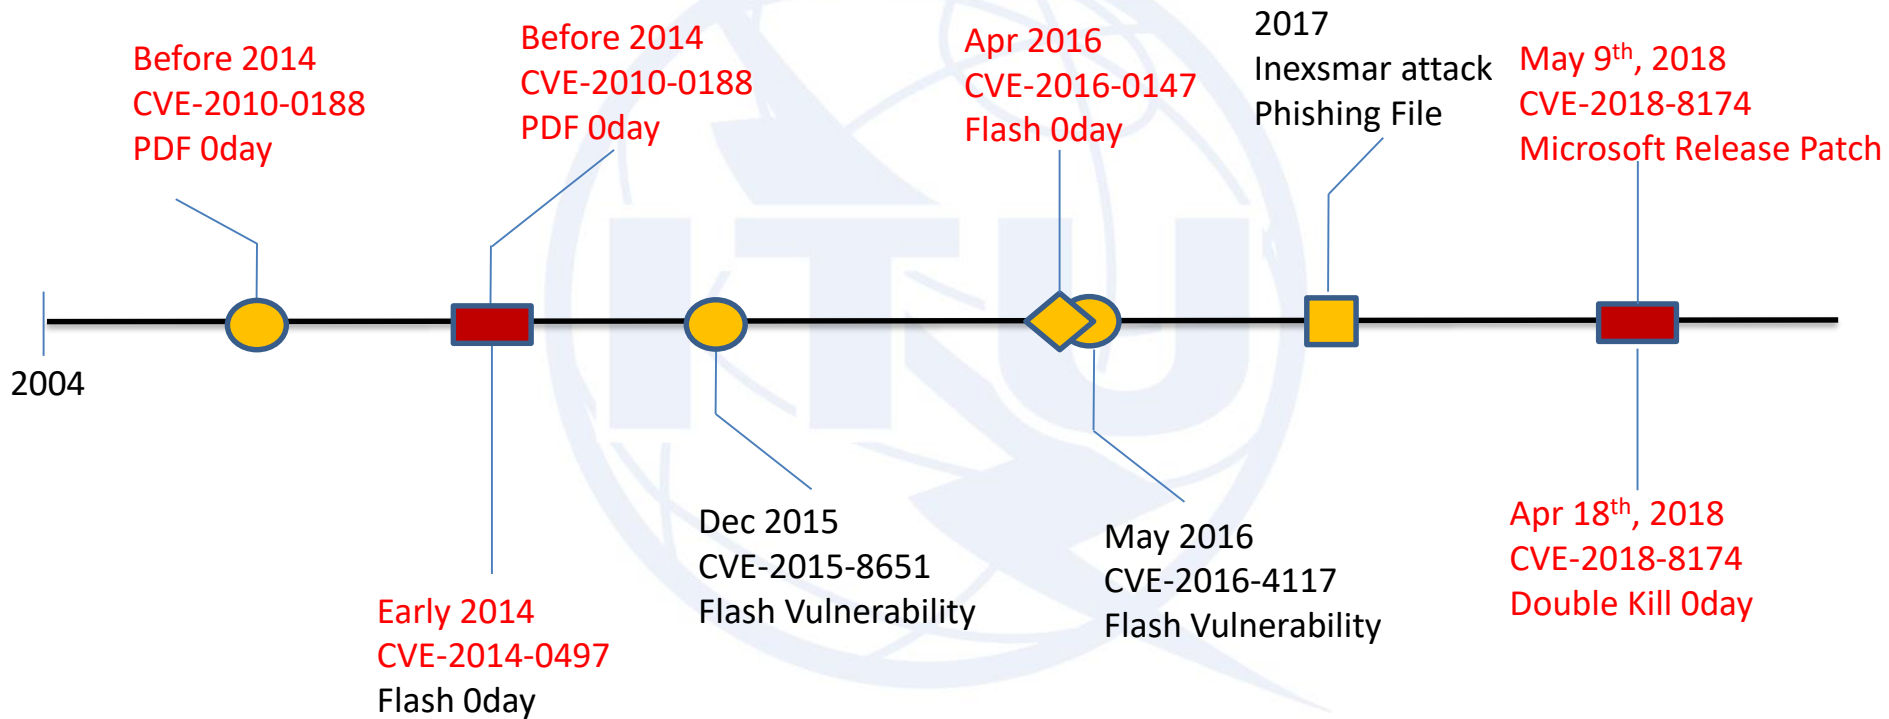 Before 2014
CVE-2010-0188
PDF 0day
Before 2014
CVE-2010-0188
PDF 0day
Apr 2016
CVE-2016-0147
Flash 0day
2017
Inexsmar attack
Phishing File
May 9th, 2018
CVE-2018-8174
Microsoft Release Patch
ITU
2004
Early 2014
CVE-2014-0497
Flash 0day
Dec 2015
CVE-2015-8651
Flash Vulnerability
May 2016
CVE-2016-4117
Flash Vulnerability
Apr 18th, 2018
CVE-2018-8174
Double Kill 0day